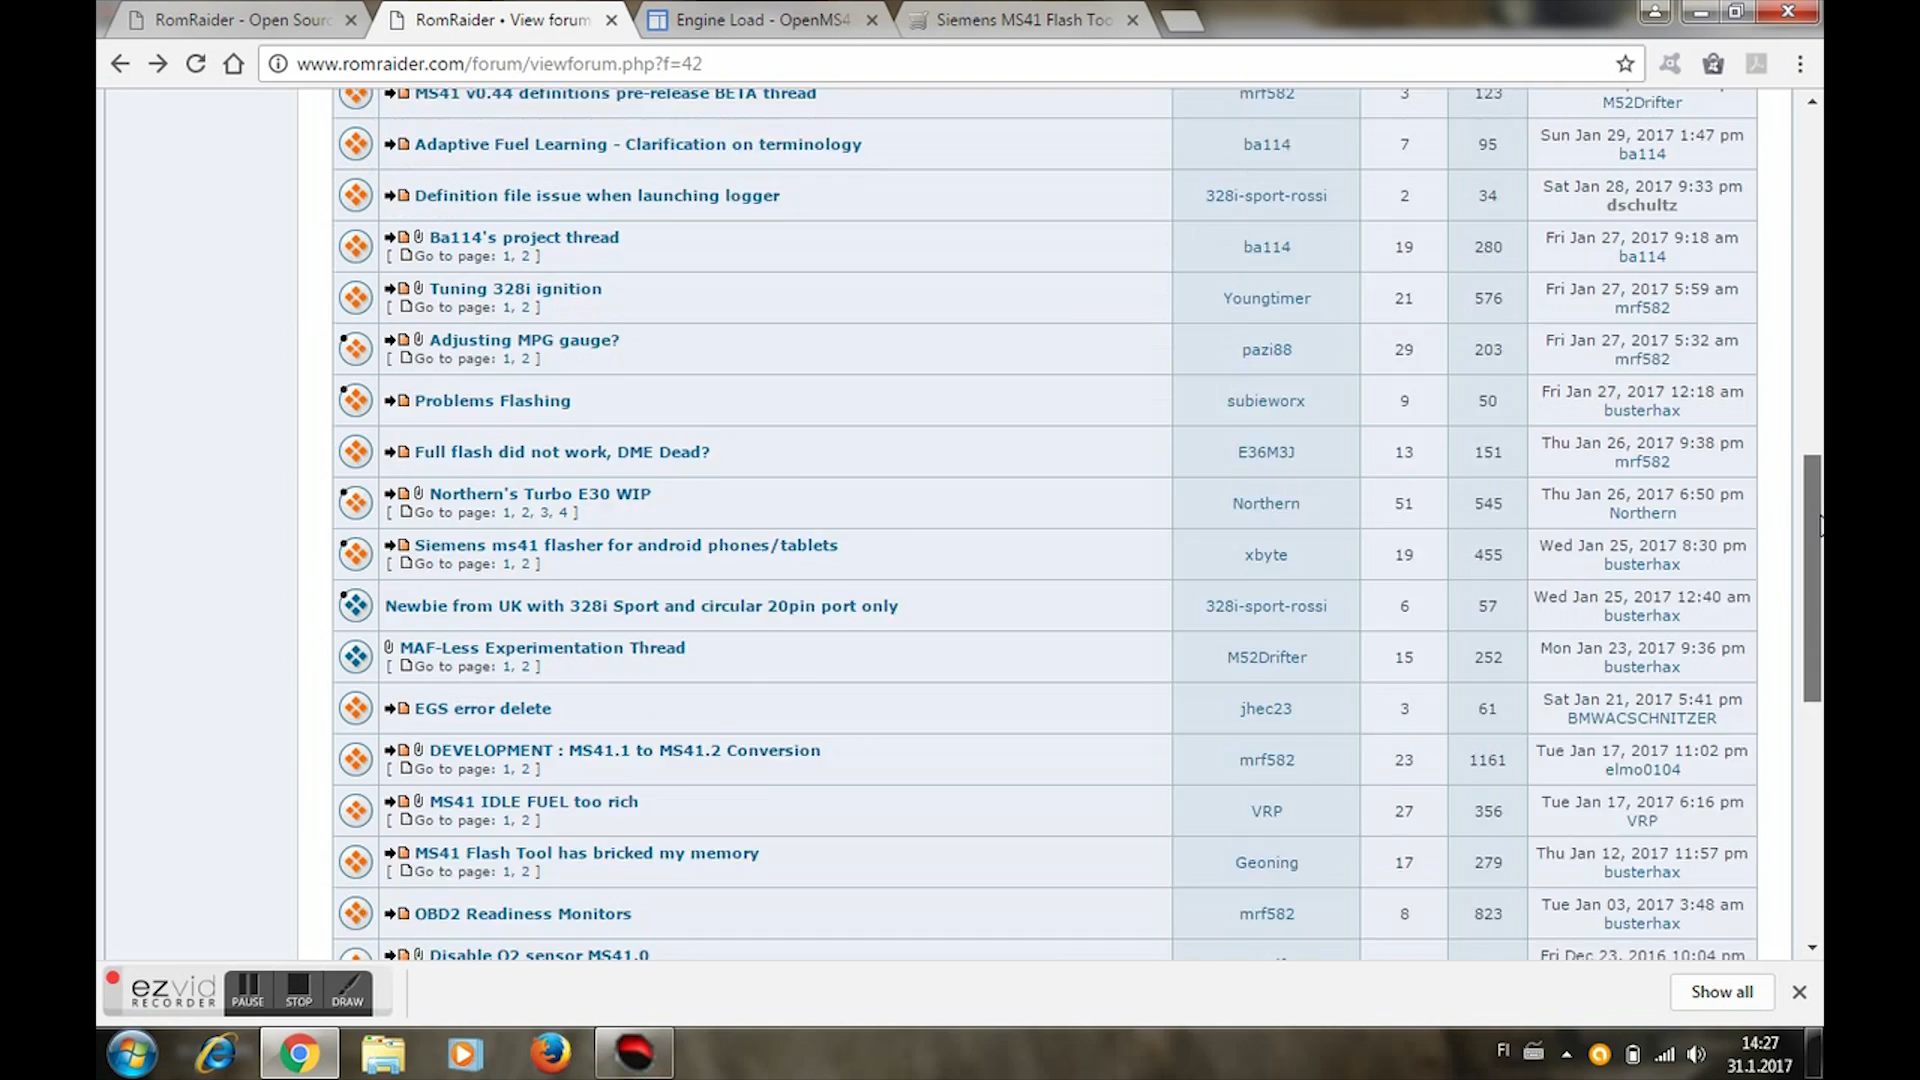 RomRaider - Open Sourc
RomRaider • View forum
Engine Load - OpenMS4
Siemens MS41 Flash Too
www.romraider.com/forum/viewforum.php?f=42
MS41 v0.44 definitions pre-release BETA thread mrf582 3 123
M52Drifter
Adaptive Fuel Learning - Clarification on terminology ba114 7 95 Sun Jan 29, 2017 1:47 pm
ba114
Definition file issue when launching logger 328i-sport-rossi 2 34 Sat Jan 28, 2017 9:33 pm
dschultz
Ba114's project thread ba114 19 280 Fri Jan 27, 2017 9:18 am
[ Go to page: 1, 2 ] ba114
Tuning 328i ignition Youngtimer 21 576 Fri Jan 27, 2017 5:59 am
[ Go to page: 1, 2 ] mrf582
Adjusting MPG gauge? pazi88 29 203 Fri Jan 27, 2017 5:32 am
[ Go to page: 1, 2 ] mrf582
Problems Flashing subieworx 9 50 Fri Jan 27, 2017 12:18 am
busterhax
Full flash did not work, DME Dead? E36M3J 13 151 Thu Jan 26, 2017 9:38 pm
mrf582
Northern's Turbo E30 WIP Northern 51 545 Thu Jan 26, 2017 6:50 pm
[ Go to page: 1, 2, 3, 4 ] Northern
Siemens ms41 flasher for android phones/tablets xbyte 19 455 Wed Jan 25, 2017 8:30 pm
[ Go to page: 1, 2 ] busterhax
Newbie from UK with 328i Sport and circular 20pin port only 328i-sport-rossi 6 57 Wed Jan 25, 2017 12:40 am
busterhax
MAF-Less Experimentation Thread M52Drifter 15 252 Mon Jan 23, 2017 9:36 pm
[ Go to page: 1, 2 ] busterhax
EGS error delete jhec23 3 61 Sat Jan 21, 2017 5:41 pm
BMWACSCHNITZER
DEVELOPMENT : MS41.1 to MS41.2 Conversion mrf582 23 1161 Tue Jan 17, 2017 11:02 pm
[ Go to page: 1, 2 ] elmo0104
MS41 IDLE FUEL too rich VRP 27 356 Tue Jan 17, 2017 6:16 pm
[ Go to page: 1, 2 ] VRP
MS41 Flash Tool has bricked my memory Geoning 17 279 Thu Jan 12, 2017 11:57 pm
[ Go to page: 1, 2 ] busterhax
OBD2 Readiness Monitors mrf582 8 823 Tue Jan 03, 2017 3:48 am
busterhax
Disable O2 sensor MS41.0 Fri Dec 23, 2016 10:04 pm
ezvid
RECORDER
PAUSE STOP DRAW
Show all
FI 14:27
31.1.2017